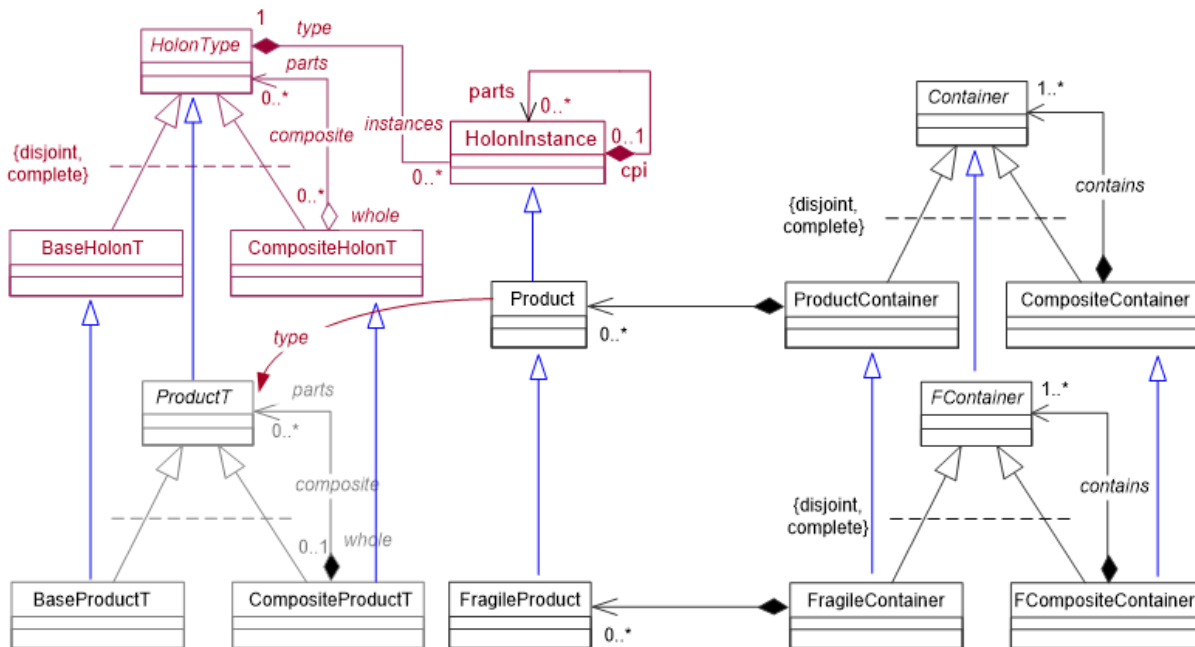 1
type
HolonType
parts
0..*
composite
instances
parts
0..*
HolonInstance
0..1
cpi
0..*
{disjoint,
complete}
0..*
whole
BaseHolonT
CompositeHolonT
Container
1..*
contains
{disjoint,
complete}
Product
0..*
ProductContainer
CompositeContainer
type
ProductT
parts
0..*
composite
0..1
whole
{disjoint,
complete}
FContainer
1..*
contains
BaseProductT
CompositeProductT
FragileProduct
0..*
FragileContainer
FCompositeContainer